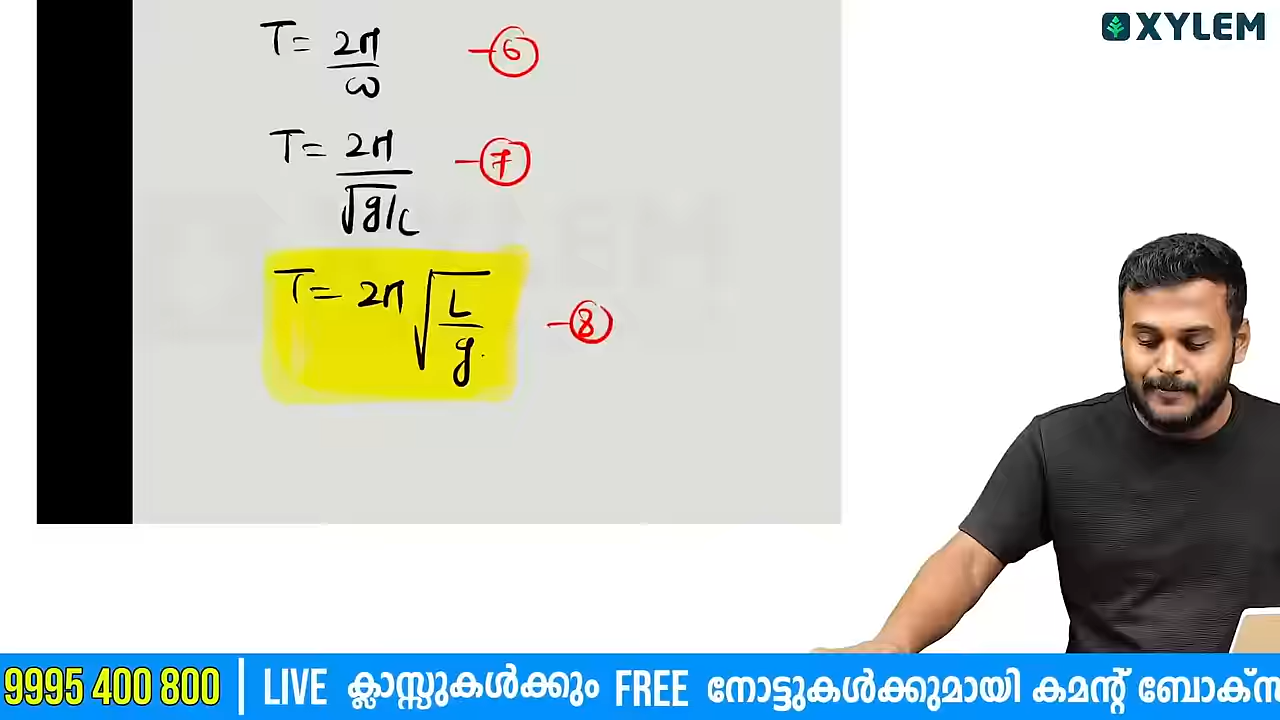 XYLEM
T = 2π/ω -⑥
T = 2π/√g/L -⑦
T = 2π√L/g -⑧
9995 400 800 | LIVE ക്ലാസ്സുകൾക്കും FREE നോട്ടുകൾക്കുമായി കമന്റ് ബോക്സ